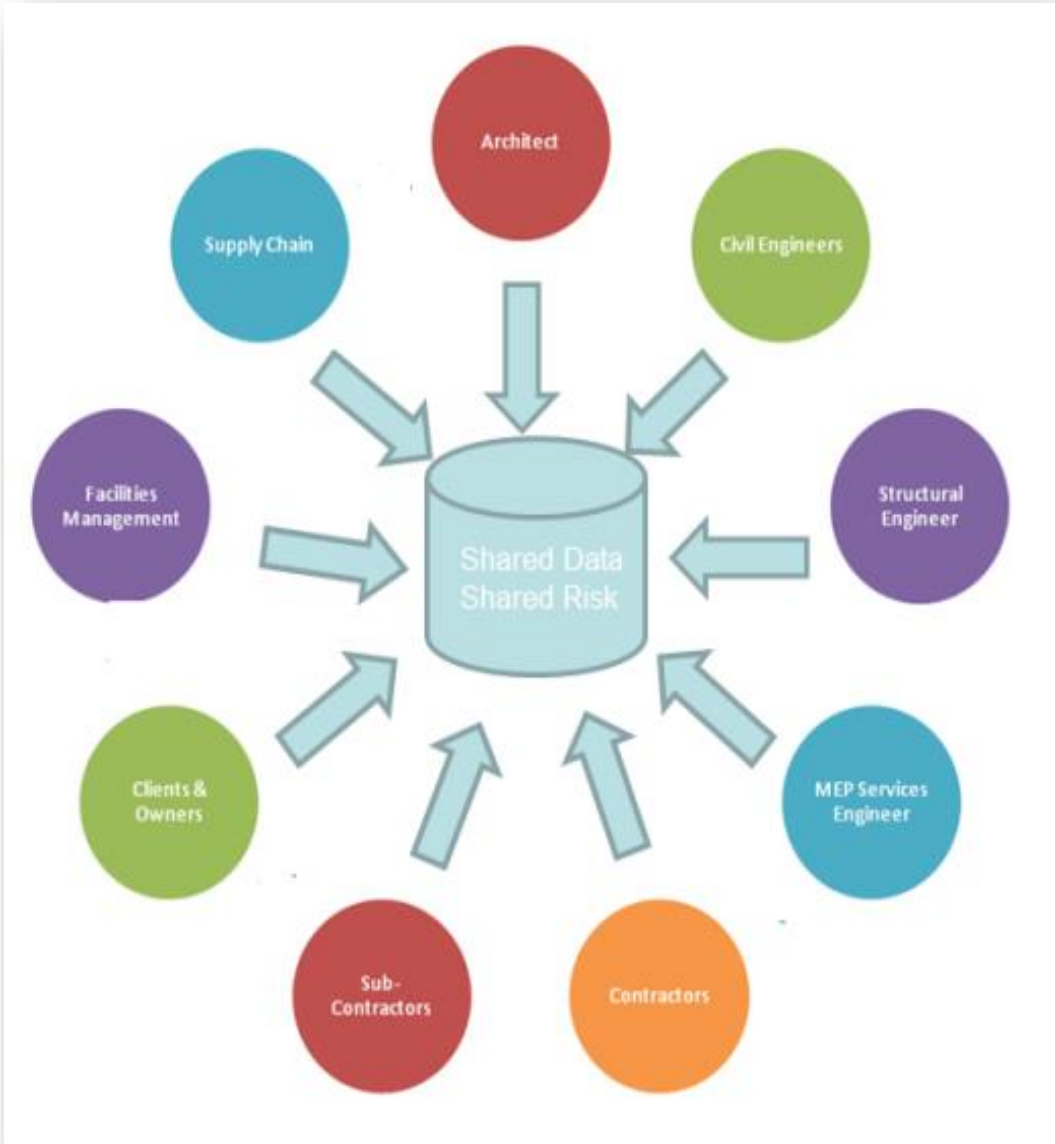 Architect
Supply Chain
Civil Engineers
Facilities
Management
Structural
Engineer
Shared Data
Shared Risk
Clients &
Owners
MEP Services
Engineer
Sub-
Contractors
Contractors